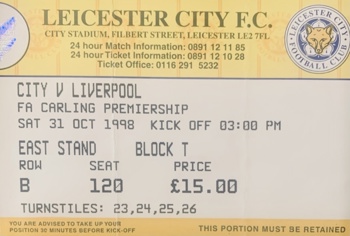 LEICESTER CITY F.C.
CITY STADIUM, FILBERT STREET, LEICESTER LE2 7FL
24 hour Match Information: 0891 12 11 85
24 hour Ticket Information: 0891 12 10 28
Ticket Office: 0116 291 5232
LEICESTER CITY
FOOTBALL CLUB
CITY V LIVERPOOL
FA CARLING PREMIERSHIP
SAT 31 OCT 1998 KICK OFF 03:00 PM
EAST STAND BLOCK T
ROW SEAT PRICE
B 120 £15.00
TURNSTILES: 23,24,25,26
YOU ARE ADVISED TO TAKE UP YOUR
POSITION 30 MINUTES BEFORE KICK-OFF
THIS PORTION MUST BE RETAINED